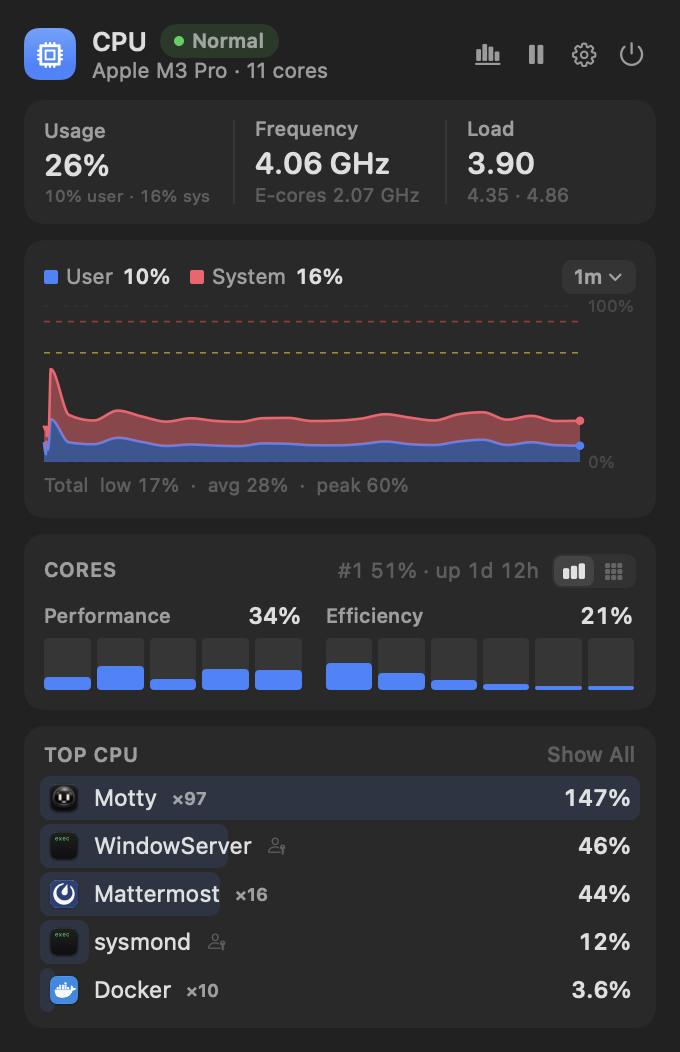 CPU Normal
Apple M3 Pro · 11 cores
Usage Frequency Load
26% 4.06 GHz 3.90
10% user · 16% sys E-cores 2.07 GHz 4.35 · 4.86
User 10% System 16% 1m
100%
0%
Total low 17% · avg 28% · peak 60%
CORES #1 51% · up 1d 12h
Performance 34% Efficiency 21%
TOP CPU Show All
Motty ×97 147%
exec WindowServer 46%
Mattermost ×16 44%
exec sysmond 12%
Docker ×10 3.6%